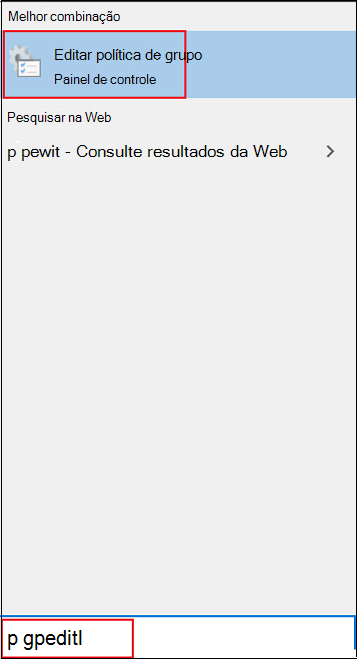 Melhor combinação
Editar política de grupo
Painel de controle
Pesquisar na Web
p pewit - Consulte resultados da Web
p gpeditl